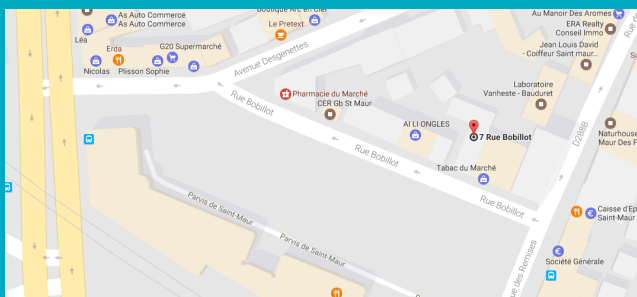 As Auto Commerce
As Auto Commerce
Boutique Arc en Ciel
Léa
Erda
G20 Supermarché
Nicolas
Plisson Sophie
Le Pretext
Avenue Desgenettes
Pharmacie du Marché
CER Gb St Maur
Rue Bobillot
Au Manoir Des Aromes
ERA Realty
Conseil Immo
Jean Louis David
- Coiffeur Saint maur...
Laboratoire
Vanheste - Bauduret
AI LI ONGLES
7 Rue Bobillot
D288B
Naturhouse
Maur Des F
Rue Bobillot
Tabac du Marché
Rue Bobillot
Parvis de Saint-Maur
Parvis de Saint-Maur
Caisse d'Ep
Saint-Maur
Société Générale
ue des Remises